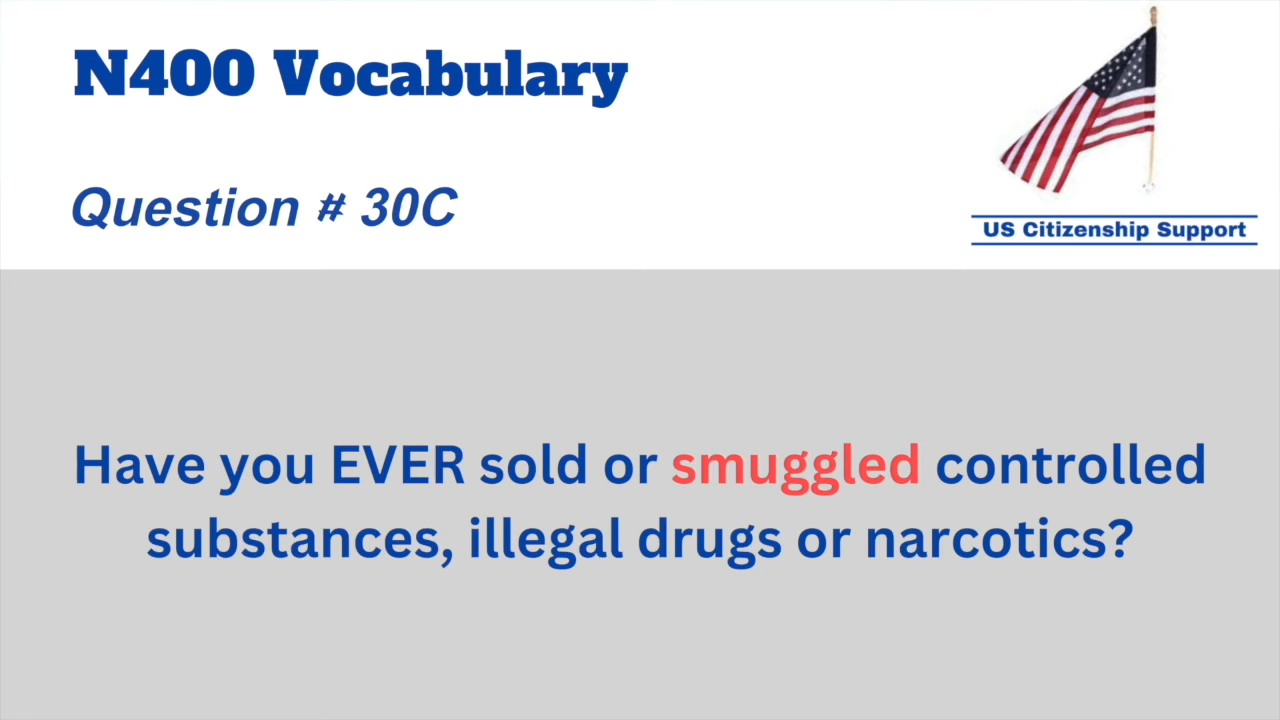 N400 Vocabulary
Question # 30C
US Citizenship Support
Have you EVER sold or smuggled controlled
substances, illegal drugs or narcotics?